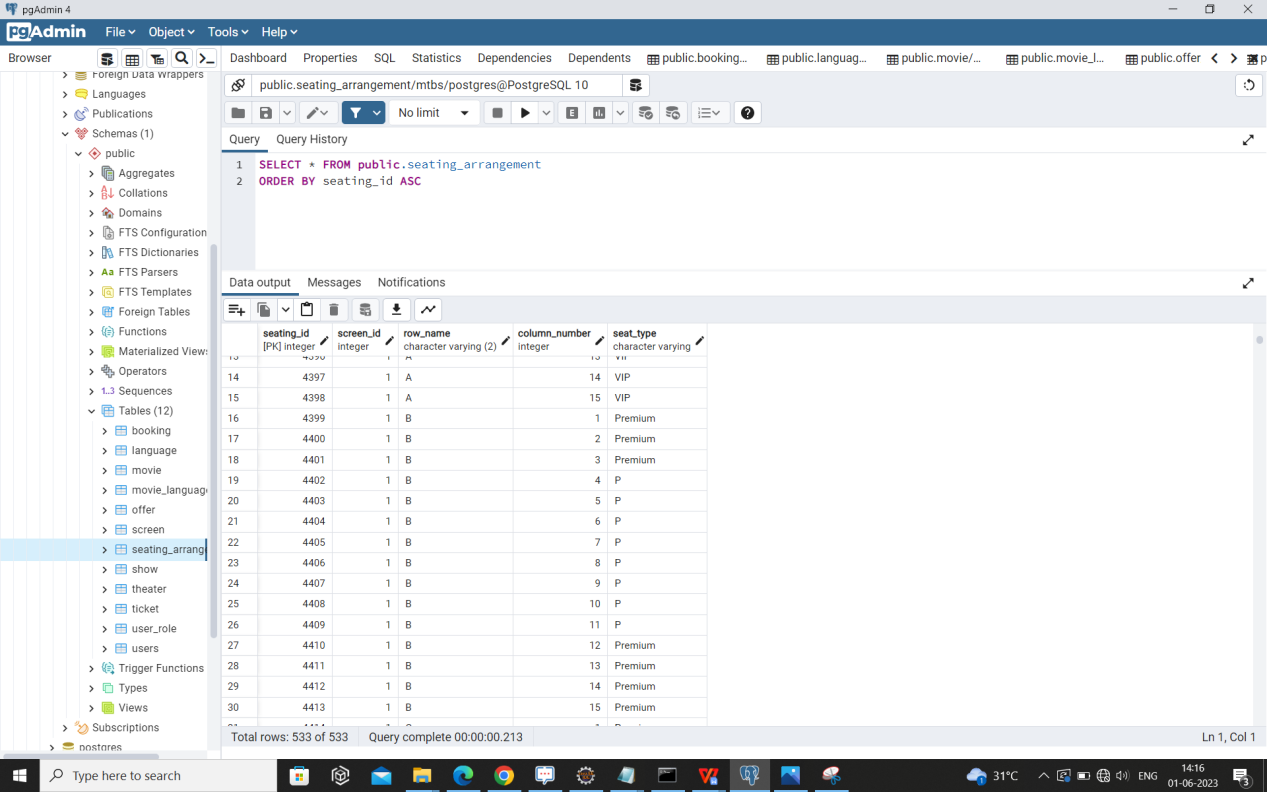 pgAdmin 4
pgAdmin File Object Tools Help
Browser Dashboard Properties SQL Statistics Dependencies Dependents public.booking... public.languag... public.movie/... public.movie_l... public.offer p
Foreign Data Wrappers
Languages
Publications
Schemas (1)
public
Aggregates
Collations
Domains
FTS Configuration
FTS Dictionaries
Aa FTS Parsers
FTS Templates
Foreign Tables
Functions
Materialized View
Operators
1..3 Sequences
Tables (12)
booking
language
movie
movie_languag
offer
screen
seating_arrang
show
theater
ticket
user_role
users
Trigger Functions
Types
Views
Subscriptions
postgres
public.seating_arrangement/mtbs/postgres@PostgreSQL 10
No limit E
Query Query History
1 SELECT * FROM public.seating_arrangement
2 ORDER BY seating_id ASC
Data output Messages Notifications
seating_id screen_id row_name column_number seat_type
[PK] integer integer character varying (2) integer character varying
13 4396 1 A 13 VIP
14 4397 1 A 14 VIP
15 4398 1 A 15 VIP
16 4399 1 B 1 Premium
17 4400 1 B 2 Premium
18 4401 1 B 3 Premium
19 4402 1 B 4 P
20 4403 1 B 5 P
21 4404 1 B 6 P
22 4405 1 B 7 P
23 4406 1 B 8 P
24 4407 1 B 9 P
25 4408 1 B 10 P
26 4409 1 B 11 P
27 4410 1 B 12 Premium
28 4411 1 B 13 Premium
29 4412 1 B 14 Premium
30 4413 1 B 15 Premium
Total rows: 533 of 533 Query complete 00:00:00.213 Ln 1, Col 1
Type here to search 31°C ENG 14:16
01-06-2023 3